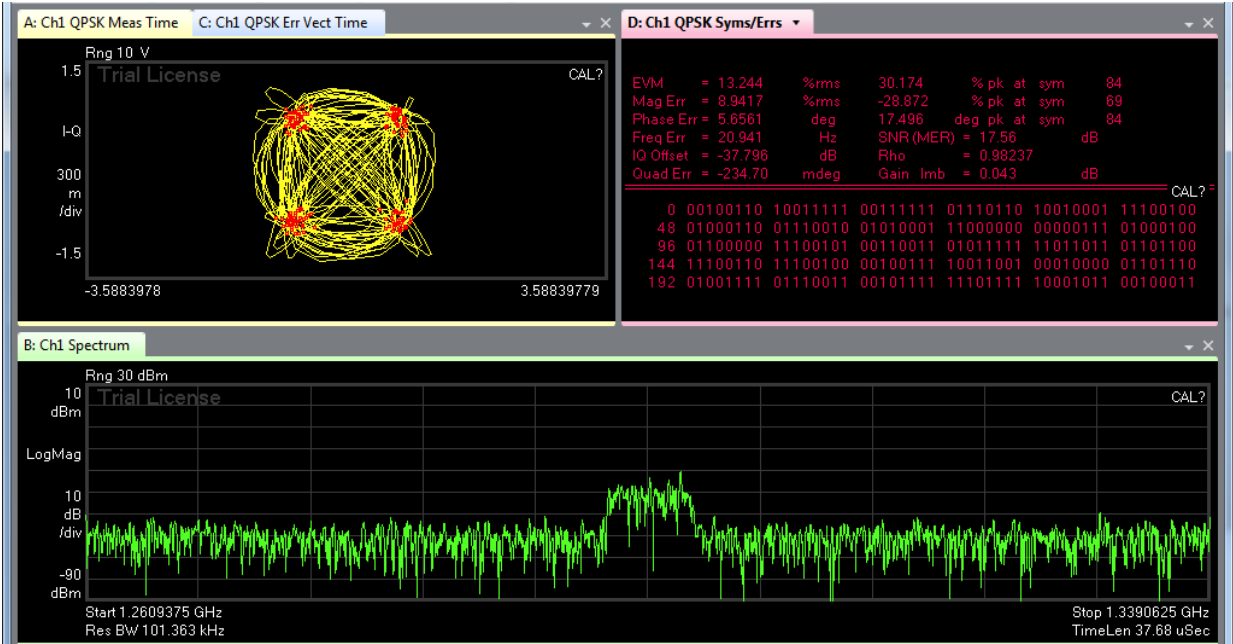 A: Ch1 QPSK Meas Time C: Ch1 QPSK Err Vect Time
Rng 10 V
1.5 Trial License CAL?
I-Q
300
m
/div
-1.5
-3.5883978 3.58839779
D: Ch1 QPSK Syms/Errs
EVM = 13.244 %rms 30.174 % pk at sym 84
Mag Err = 8.9417 %rms -28.872 % pk at sym 69
Phase Err = 5.6561 deg 17.496 deg pk at sym 84
Freq Err = 20.941 Hz SNR (MER) = 17.56 dB
IQ Offset = -37.796 dB Rho = 0.98237
Quad Err = -234.70 mdeg Gain Imb = 0.043 dB
CAL?
0 00100110 10011111 00111111 01110110 10010001 11100100
48 01000110 01110010 01010001 11000000 00000111 01000100
96 01100000 11100101 00110011 01011111 11011011 01101100
144 11100110 11100100 00100111 10011001 00010000 01101110
192 01001111 01110011 00101111 11101111 10001011 00100011
B: Ch1 Spectrum
Rng 30 dBm
10 Trial License CAL?
dBm
LogMag
10
dB
/div
-90
dBm
Start 1.2609375 GHz Stop 1.3390625 GHz
Res BW 101.363 kHz TimeLen 37.68 uSec